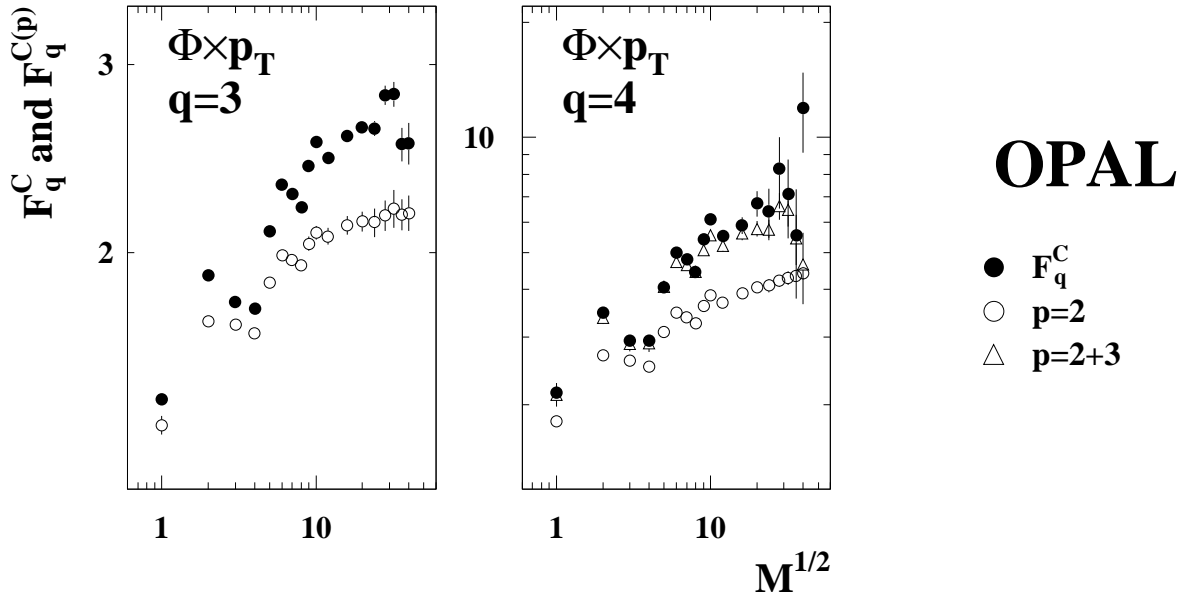 F_q^C and F_q^{C(p)}
Φ×p_T
q=3
3
2
1
10
Φ×p_T
q=4
10
1
10
M^{1/2}
OPAL
F_q^C
p=2
p=2+3